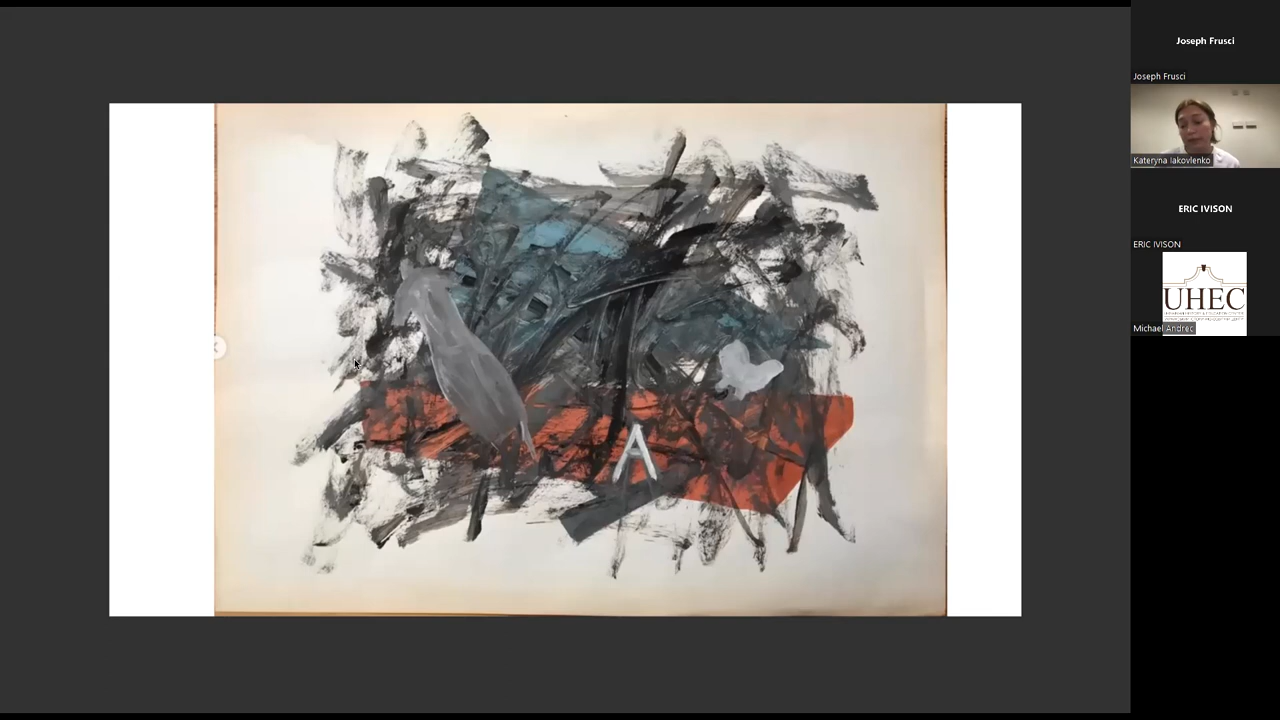 A
Joseph Frusci
Joseph Frusci
Kateryna Iakovlenko
ERIC IVISON
ERIC IVISON
UHEC
Michael Andrec